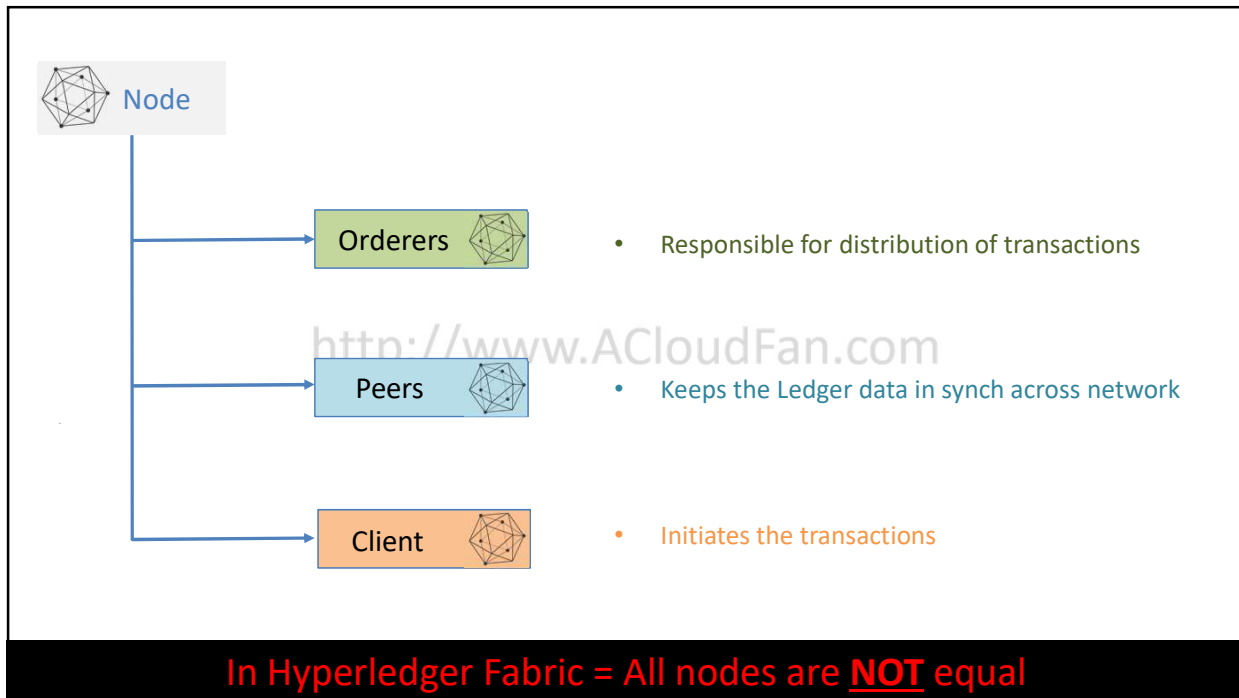 Node
Orderers
• Responsible for distribution of transactions
http://www.ACloudFan.com
Peers
• Keeps the Ledger data in synch across network
Client
• Initiates the transactions
In Hyperledger Fabric = All nodes are NOT equal